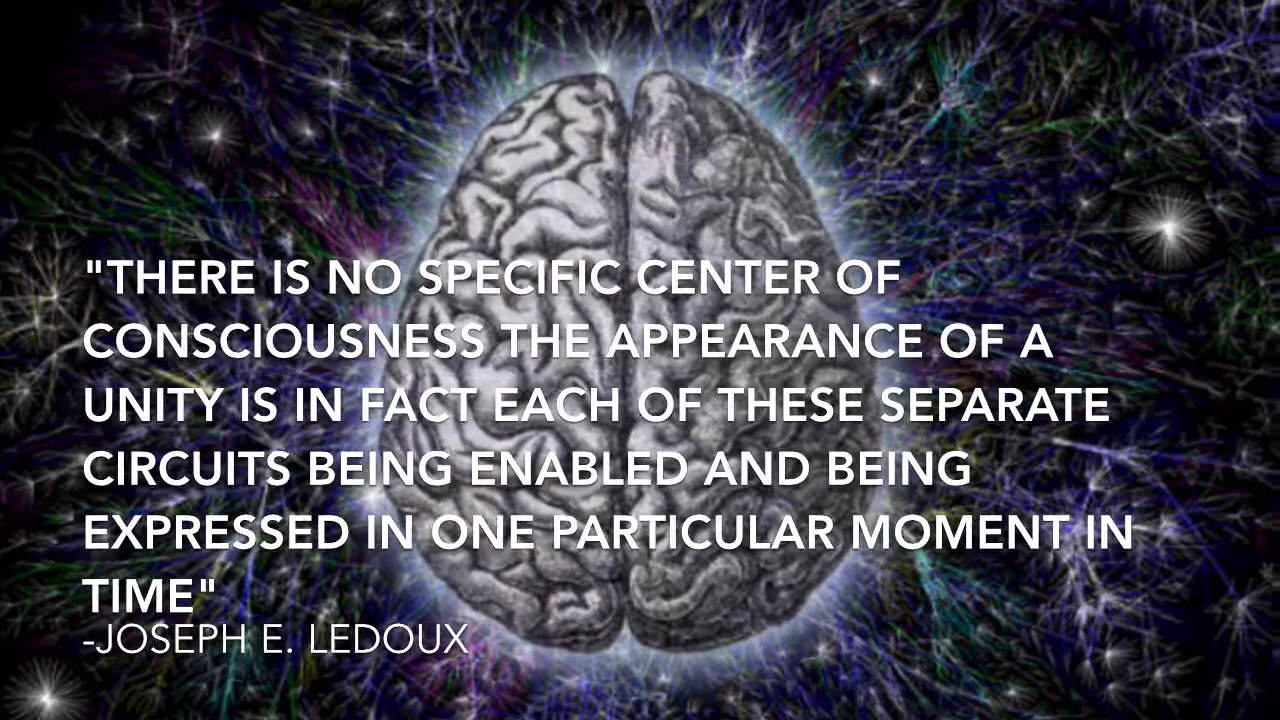 "THERE IS NO SPECIFIC CENTER OF
CONSCIOUSNESS THE APPEARANCE OF A
UNITY IS IN FACT EACH OF THESE SEPARATE
CIRCUITS BEING ENABLED AND BEING
EXPRESSED IN ONE PARTICULAR MOMENT IN
TIME"
-JOSEPH E. LEDOUX